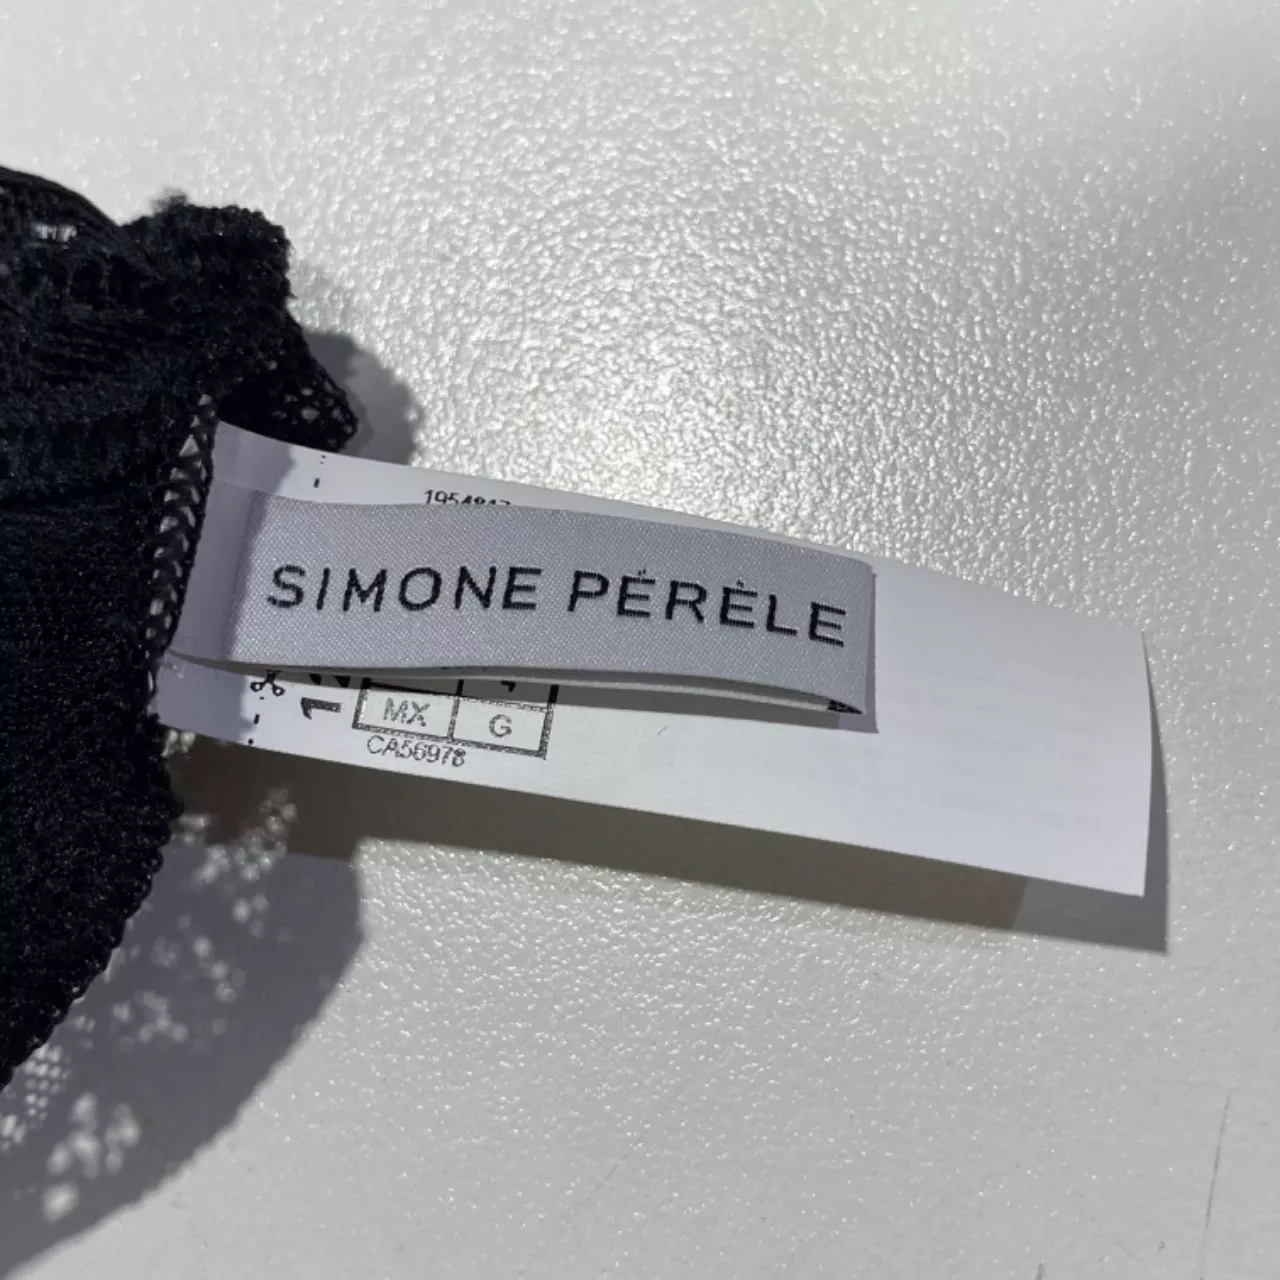 SIMONE PÉRÈLE
MX G
CA56978